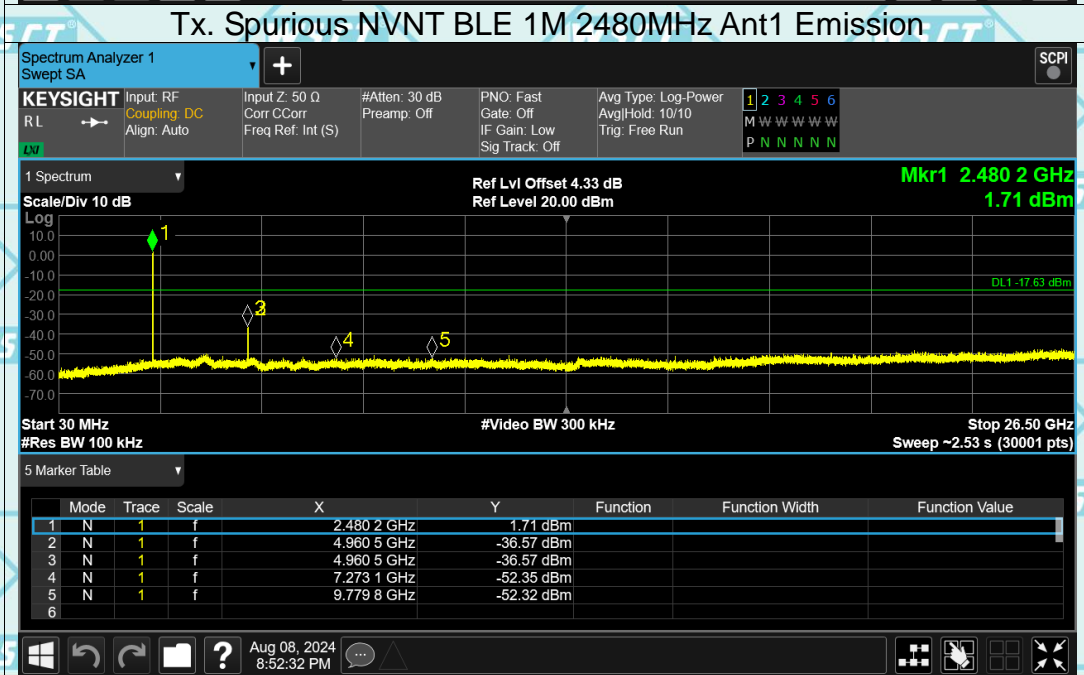 Tx. Spurious NVNT BLE 1M 2480MHz Ant1 Emission
Spectrum Analyzer 1
Swept SA
+
SCPI
KEYSIGHT
RL
LXI
Input: RF
Coupling: DC
Align: Auto
Input Z: 50 Ω
Corr CCorr
Freq Ref: Int (S)
#Atten: 30 dB
Preamp: Off
PNO: Fast
Gate: Off
IF Gain: Low
Sig Track: Off
Avg Type: Log-Power
Avg|Hold: 10/10
Trig: Free Run
1 2 3 4 5 6
M W W W W W
P N N N N N
1 Spectrum
Scale/Div 10 dB
Ref Lvl Offset 4.33 dB
Ref Level 20.00 dBm
Mkr1 2.480 2 GHz
1.71 dBm
Log
10.0
0.00
-10.0
-20.0
-30.0
-40.0
-50.0
-60.0
-70.0
1
3
4
5
DL1 -17.63 dBm
Start 30 MHz
#Res BW 100 kHz
#Video BW 300 kHz
Stop 26.50 GHz
Sweep ~2.53 s (30001 pts)
5 Marker Table
Mode Trace Scale X Y Function Function Width Function Value
1 N 1 f 2.480 2 GHz 1.71 dBm
2 N 1 f 4.960 5 GHz -36.57 dBm
3 N 1 f 4.960 5 GHz -36.57 dBm
4 N 1 f 7.273 1 GHz -52.35 dBm
5 N 1 f 9.779 8 GHz -52.32 dBm
6
?
Aug 08, 2024
8:52:32 PM